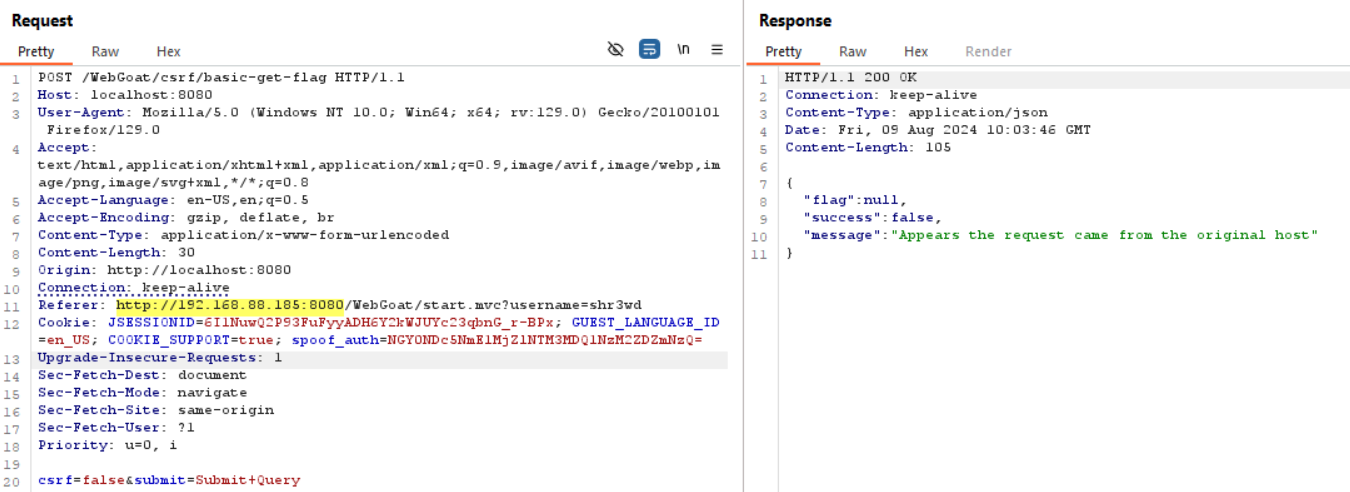 Request
Pretty Raw Hex \n
1 POST /WebGoat/csrf/basic-get-flag HTTP/1.1
2 Host: localhost:8080
3 User-Agent: Mozilla/5.0 (Windows NT 10.0; Win64; x64; rv:129.0) Gecko/20100101
Firefox/129.0
4 Accept:
text/html,application/xhtml+xml,application/xml;q=0.9,image/avif,image/webp,im
age/png,image/svg+xml,*/*;q=0.8
5 Accept-Language: en-US,en;q=0.5
6 Accept-Encoding: gzip, deflate, br
7 Content-Type: application/x-www-form-urlencoded
8 Content-Length: 30
9 Origin: http://localhost:8080
10 Connection: keep-alive
11 Referer: http://192.168.88.185:8080/WebGoat/start.mvc?username=shr3wd
12 Cookie: JSESSIONID=6I1NuwQ2P93FuFyyADH6Y2kWJUYc23qbnG_r-BPx; GUEST_LANGUAGE_ID
=en_US; COOKIE_SUPPORT=true; spoof_auth=NGY0NDc5NmE1MjZ1NTM3MDQ1NzM2ZDZmNzQ=
13 Upgrade-Insecure-Requests: 1
14 Sec-Fetch-Dest: document
15 Sec-Fetch-Mode: navigate
16 Sec-Fetch-Site: same-origin
17 Sec-Fetch-User: ?1
18 Priority: u=0, i
19
20 csrf=false&submit=Submit+Query
Response
Pretty Raw Hex Render
1 HTTP/1.1 200 OK
2 Connection: keep-alive
3 Content-Type: application/json
4 Date: Fri, 09 Aug 2024 10:03:46 GMT
5 Content-Length: 105
6
7 {
8 "flag":null,
9 "success":false,
10 "message":"Appears the request came from the original host"
11 }